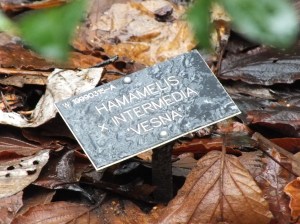 HAMAMELIS
× INTERMEDIA
'VESNA'